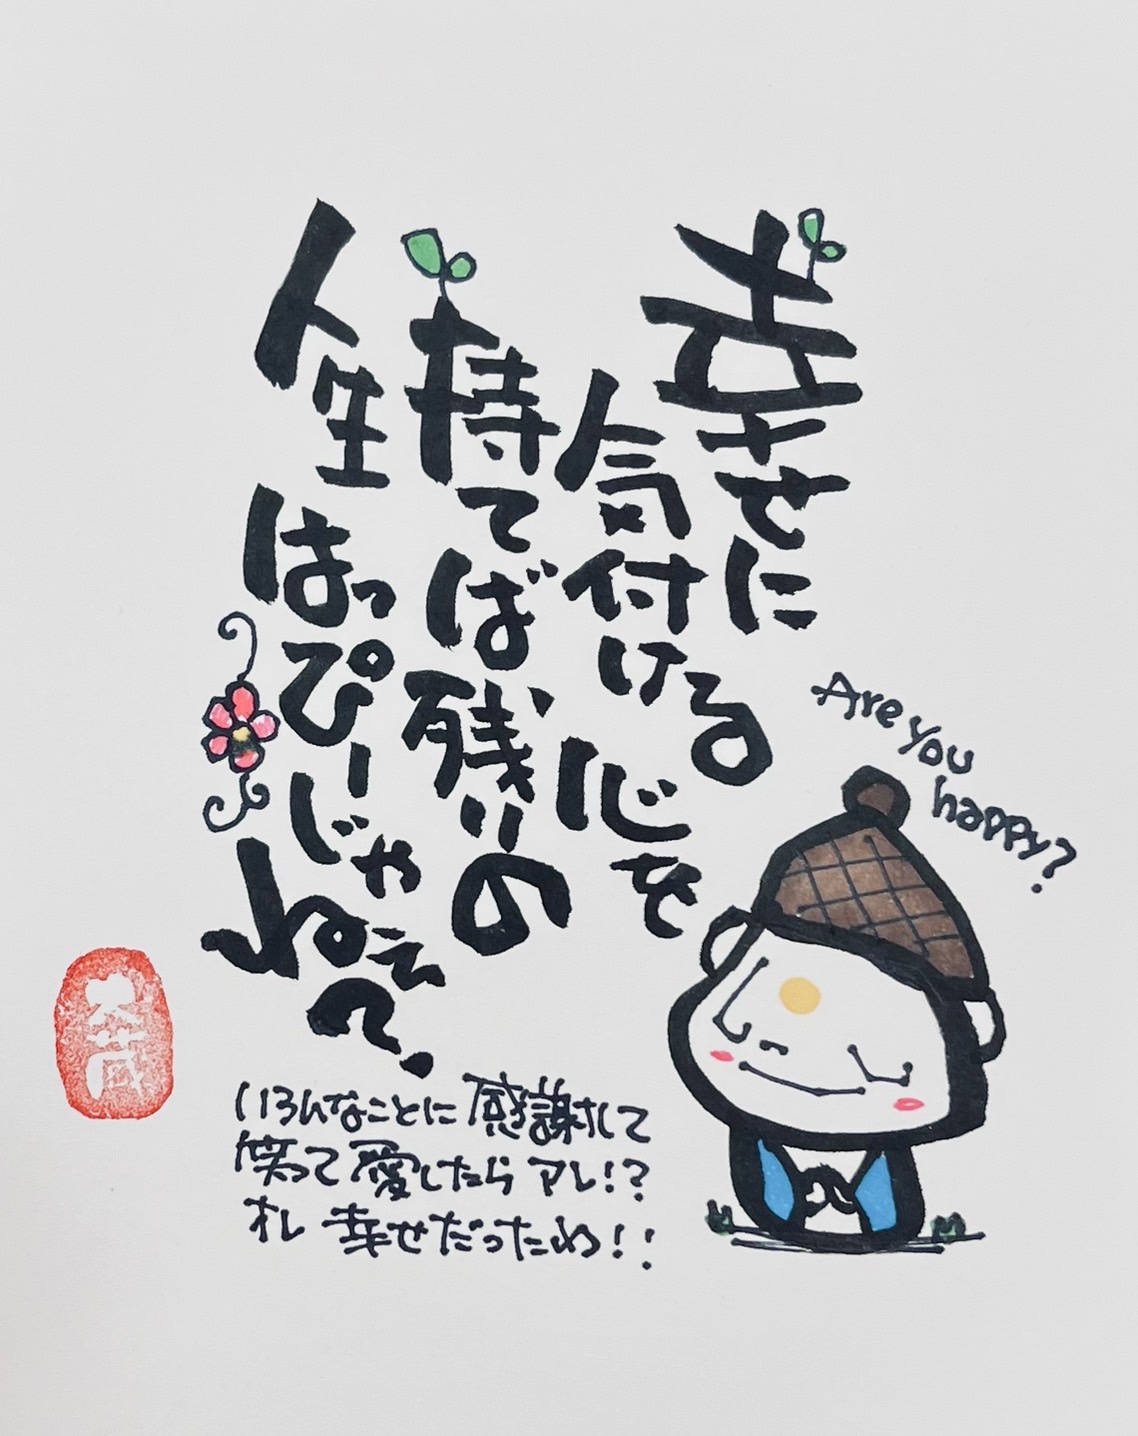 幸せに
気付ける心を
持てば残りの
人生はっぴーじゃねぇ?
Are you
happy?
いろんなことに感謝して
笑って愛したらアレ!?
オレ幸せだったわ!!